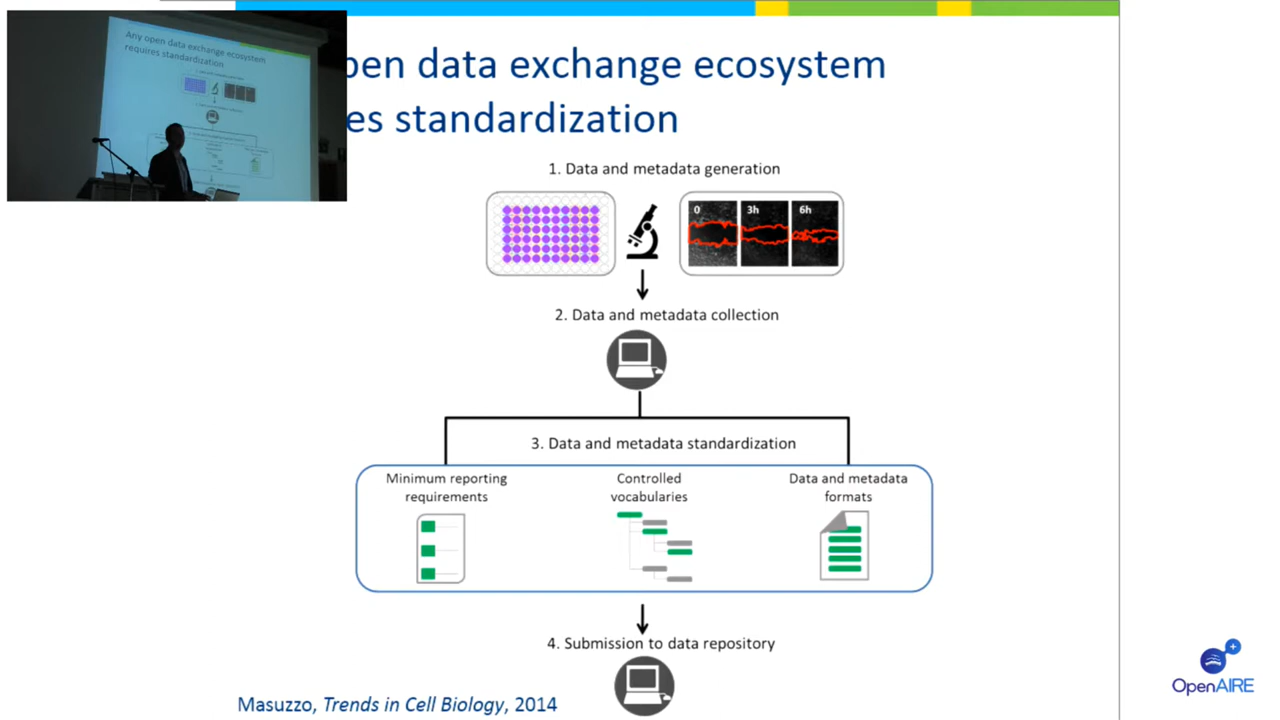 Any open data exchange ecosystem
requires standardization
pen data exchange ecosystem
es standardization
1. Data and metadata generation
0
3h
6h
2. Data and metadata collection
3. Data and metadata standardization
Minimum reporting
requirements
Controlled
vocabularies
Data and metadata
formats
4. Submission to data repository
Masuzzo, Trends in Cell Biology, 2014
OpenAIRE